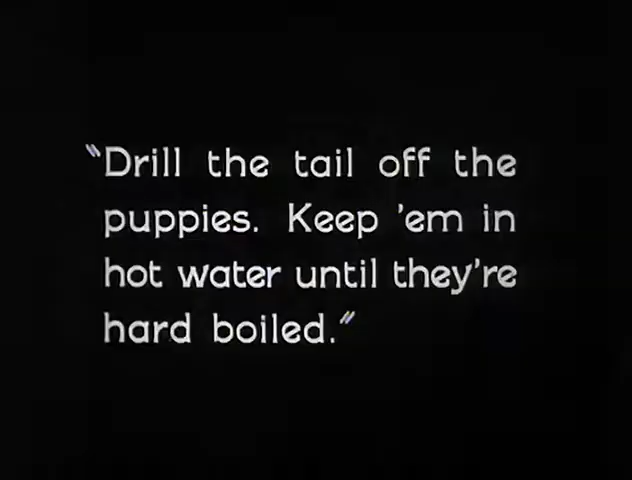 "Drill the tail off the
puppies. Keep 'em in
hot water until they're
hard boiled."